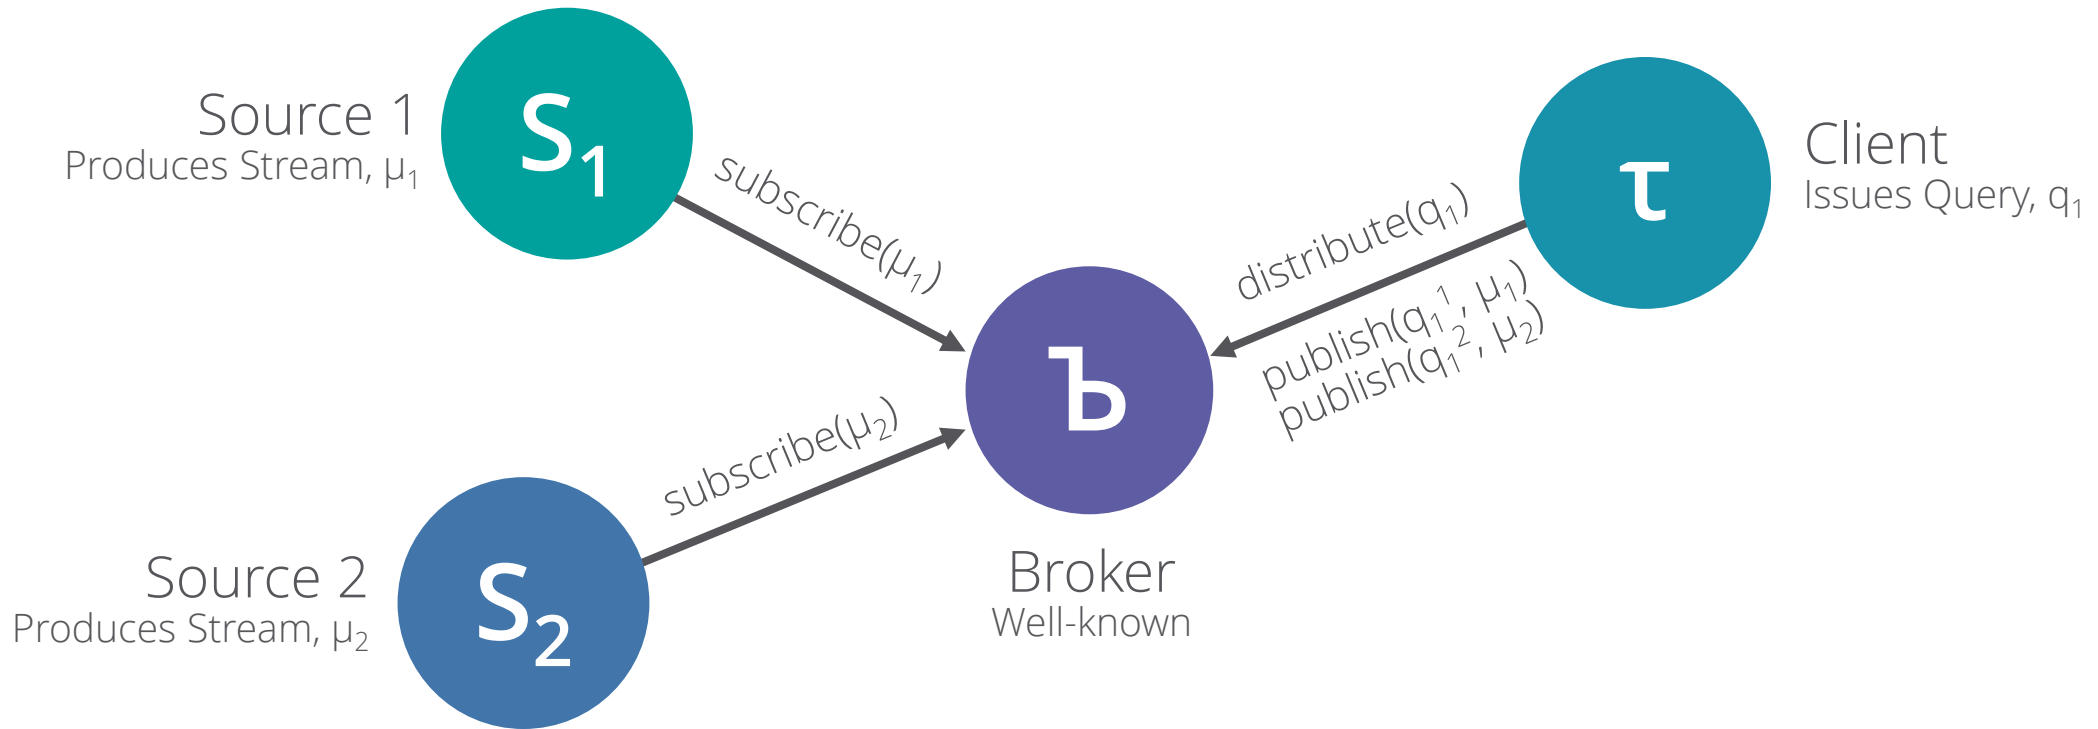 Source 1
Produces Stream, μ₁
S₁
subscribe(μ₁)
Source 2
Produces Stream, μ₂
S₂
subscribe(μ₂)
Ъ
Broker
Well-known
distribute(q₁)
publish(q₁¹, μ₁)
publish(q₁², μ₂)
τ
Client
Issues Query, q₁